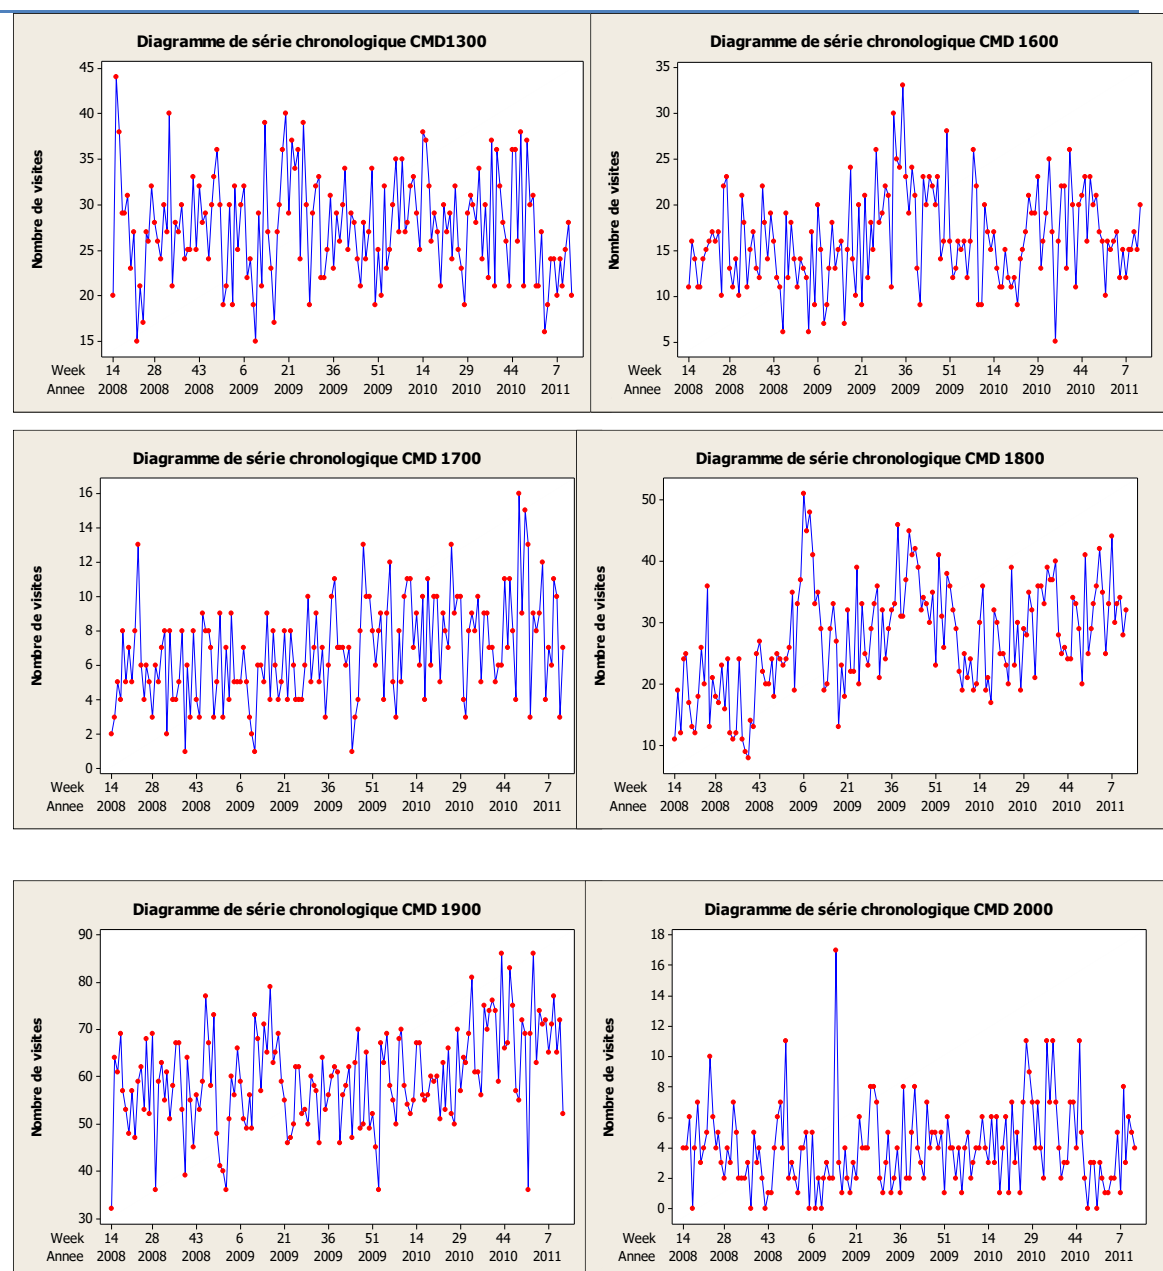 Diagramme de série chronologique CMD1300
Nombre de visites
45
40
35
30
25
20
15
Week 14 28 43 6 21 36 51 14 29 44 7
Annee 2008 2008 2008 2009 2009 2009 2009 2010 2010 2010 2011
Diagramme de série chronologique CMD 1600
Nombre de visites
35
30
25
20
15
10
5
Week 14 28 43 6 21 36 51 14 29 44 7
Annee 2008 2008 2008 2009 2009 2009 2009 2010 2010 2010 2011
Diagramme de série chronologique CMD 1700
Nombre de visites
16
14
12
10
8
6
4
2
0
Week 14 28 43 6 21 36 51 14 29 44 7
Annee 2008 2008 2008 2009 2009 2009 2009 2010 2010 2010 2011
Diagramme de série chronologique CMD 1800
Nombre de visites
50
40
30
20
10
Week 14 28 43 6 21 36 51 14 29 44 7
Annee 2008 2008 2008 2009 2009 2009 2009 2010 2010 2010 2011
Diagramme de série chronologique CMD 1900
Nombre de visites
90
80
70
60
50
40
30
Week 14 28 43 6 21 36 51 14 29 44 7
Annee 2008 2008 2008 2009 2009 2009 2009 2010 2010 2010 2011
Diagramme de série chronologique CMD 2000
Nombre de visites
18
16
14
12
10
8
6
4
2
0
Week 14 28 43 6 21 36 51 14 29 44 7
Annee 2008 2008 2008 2009 2009 2009 2009 2010 2010 2010 2011